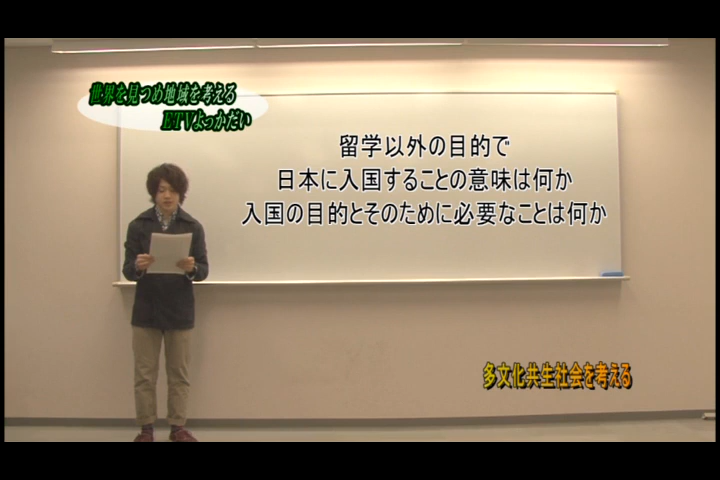 世界を見つめ地域を考える
ETVよっかだい
留学以外の目的で
日本に入国することの意味は何か
入国の目的とそのために必要なことは何か
多文化共生社会を考える